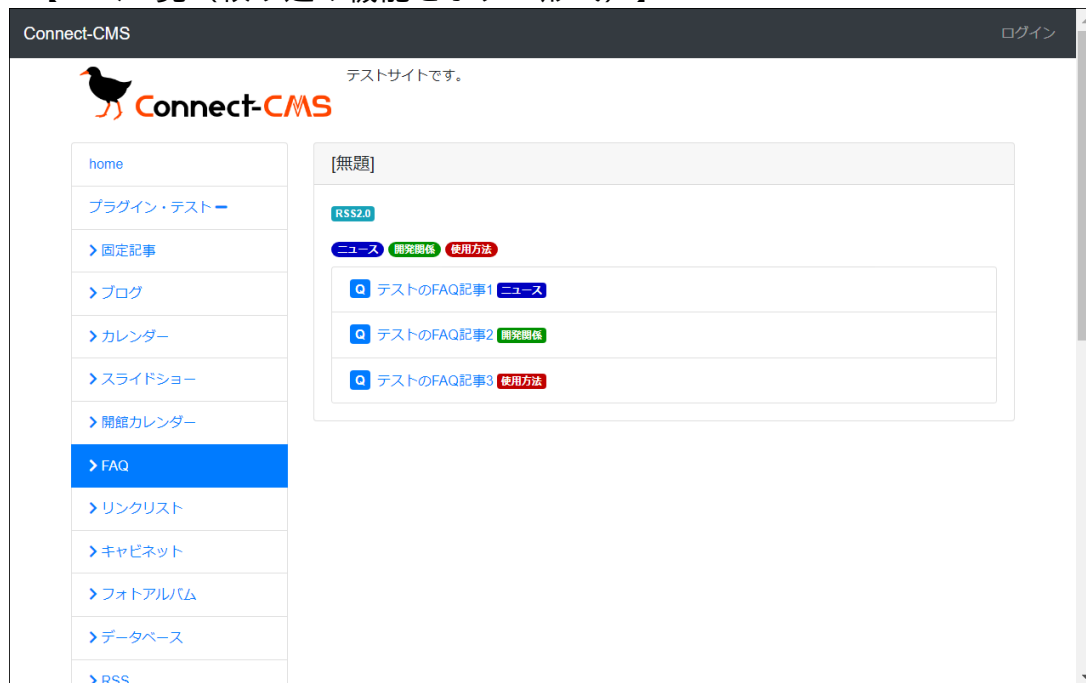 Connect-CMS
ログイン
テストサイトです。
Connect-CMS
home
プラグイン・テスト
固定記事
ブログ
カレンダー
スライドショー
開館カレンダー
FAQ
リンクリスト
キャビネット
フォトアルバム
データベース
RSS
[無題]
RSS2.0
ニュース 開発関係 使用方法
Q テストのFAQ記事1 ニュース
Q テストのFAQ記事2 開発関係
Q テストのFAQ記事3 使用方法